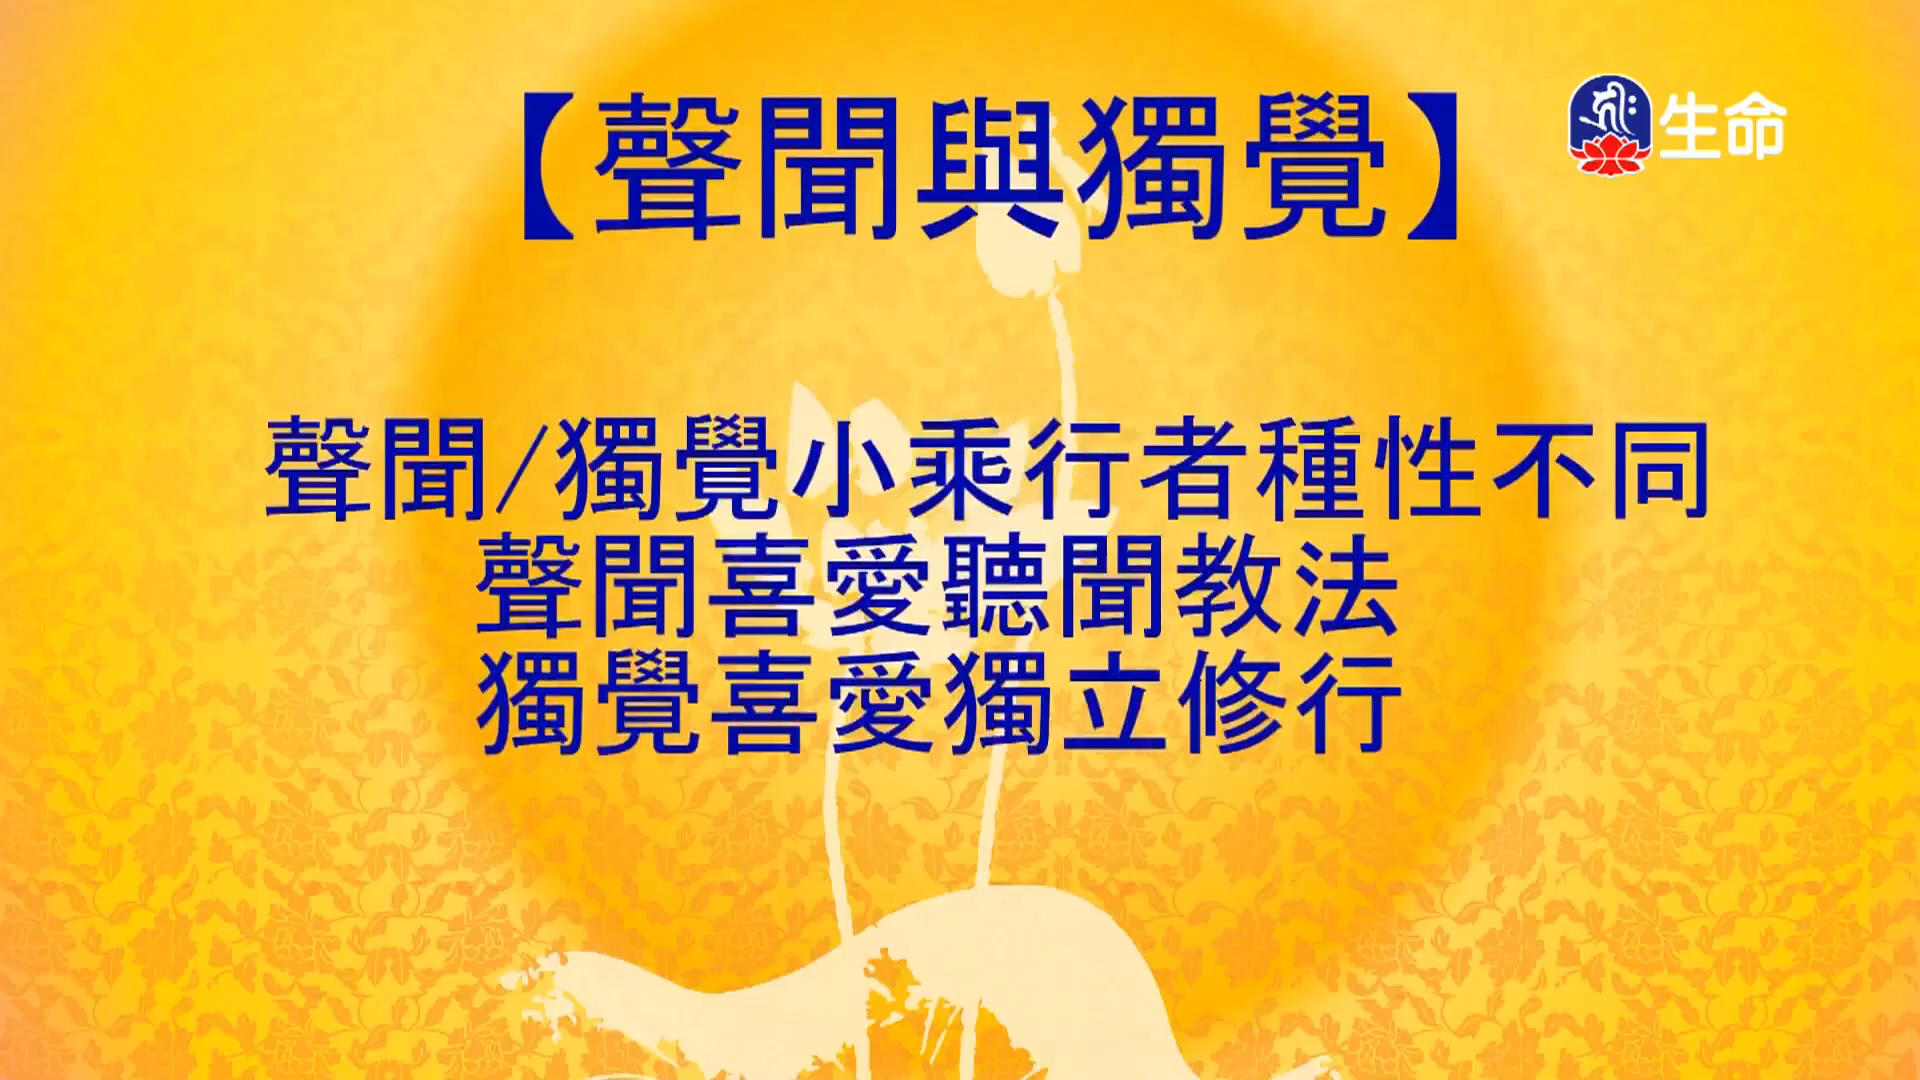 【聲聞與獨覺】
生命
聲聞/獨覺小乘行者種性不同
聲聞喜愛聽聞教法
獨覺喜愛獨立修行